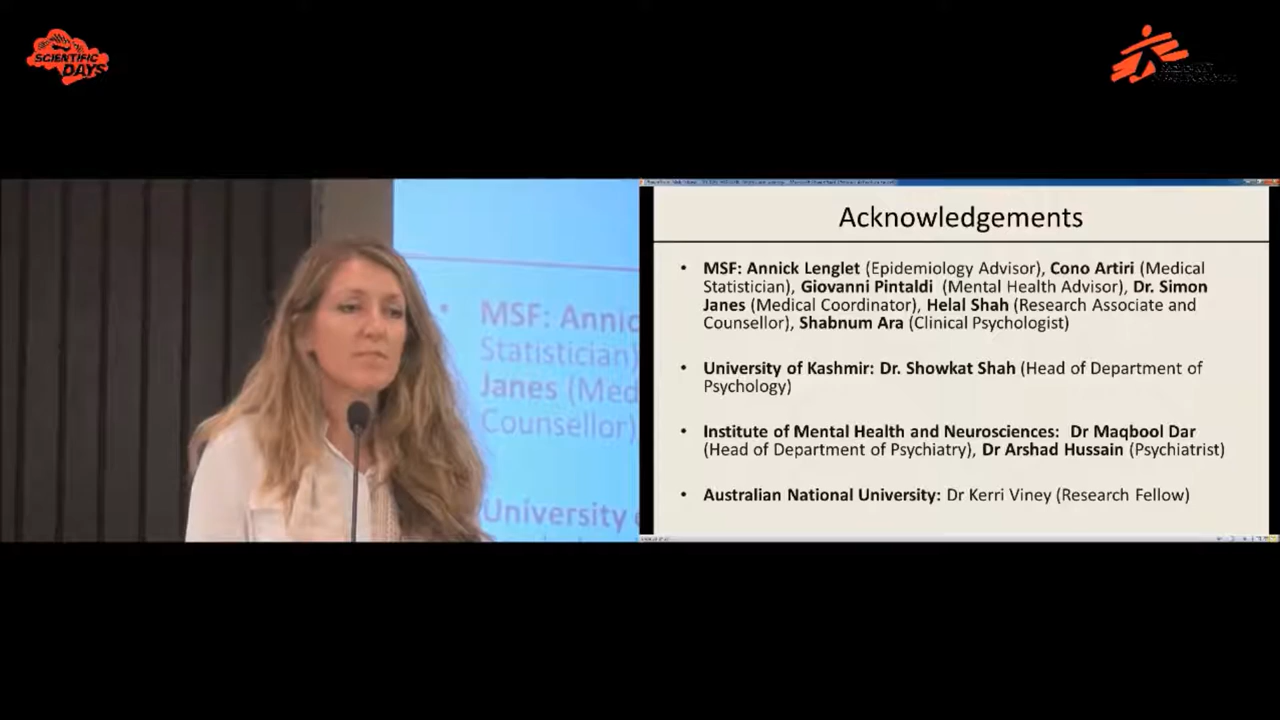 SCIENTIFIC
DAYS
MSF: Annic
Statistician)
Janes (Med
Counsellor)
University
Acknowledgements
• MSF: Annick Lenglet (Epidemiology Advisor), Cono Artiri (Medical
Statistician), Giovanni Pintaldi (Mental Health Advisor), Dr. Simon
Janes (Medical Coordinator), Helal Shah (Research Associate and
Counsellor), Shabnum Ara (Clinical Psychologist)
• University of Kashmir: Dr. Showkat Shah (Head of Department of
Psychology)
• Institute of Mental Health and Neurosciences: Dr Maqbool Dar
(Head of Department of Psychiatry), Dr Arshad Hussain (Psychiatrist)
• Australian National University: Dr Kerri Viney (Research Fellow)